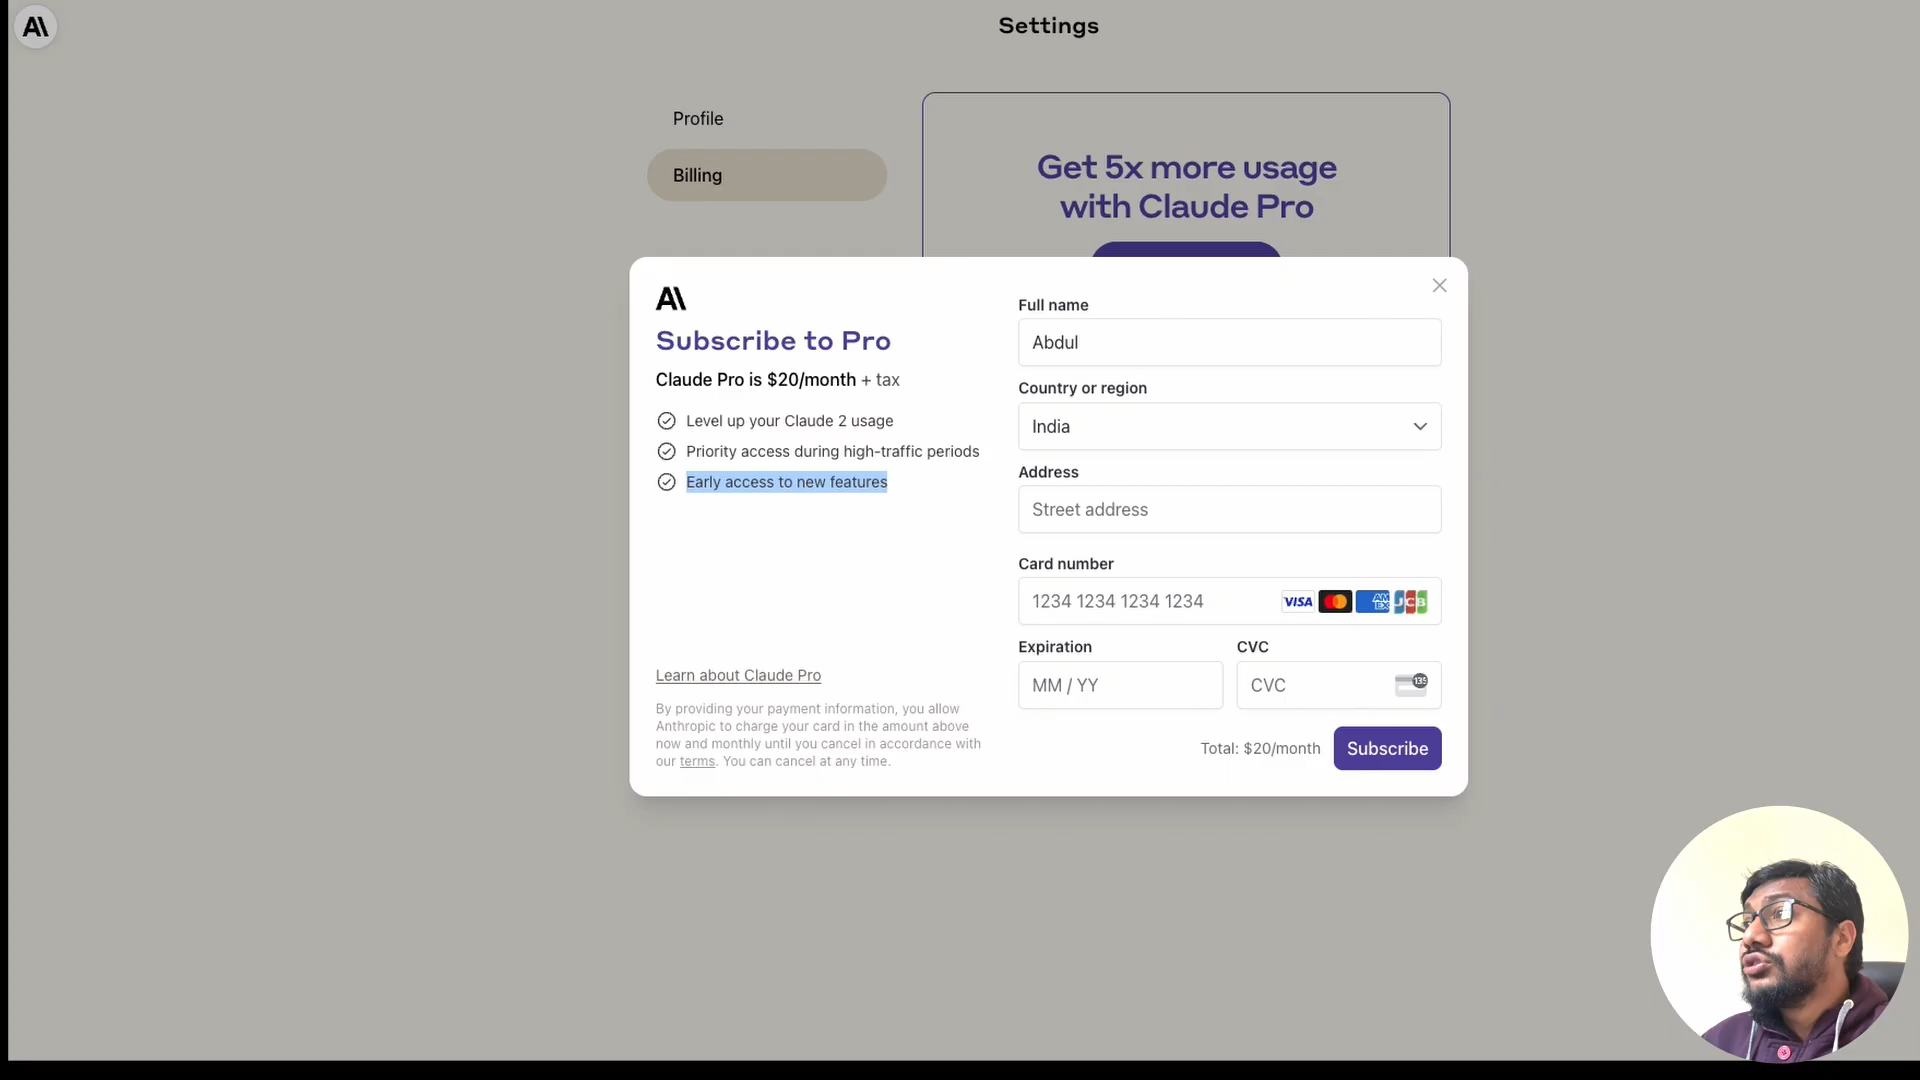 Settings
Profile
Billing
Get 5x more usage
with Claude Pro
Subscribe to Pro
Claude Pro is $20/month + tax
Level up your Claude 2 usage
Priority access during high-traffic periods
Early access to new features
Learn about Claude Pro
By providing your payment information, you allow
Anthropic to charge your card in the amount above
now and monthly until you cancel in accordance with
our terms. You can cancel at any time.
Full name
Abdul
Country or region
India
Address
Street address
Card number
1234 1234 1234 1234
VISA
AM
EX
JCB
Expiration
CVC
MM / YY
CVC
135
Total: $20/month
Subscribe